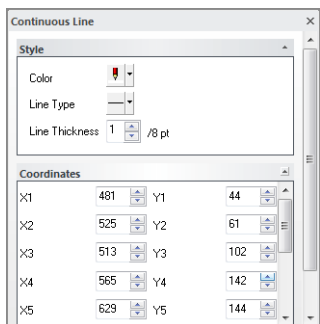 Continuous Line
Style
Color
Line Type
Line Thickness 1 /8 pt
Coordinates
X1 481 Y1 44
X2 525 Y2 61
X3 513 Y3 102
X4 565 Y4 142
X5 629 Y5 144